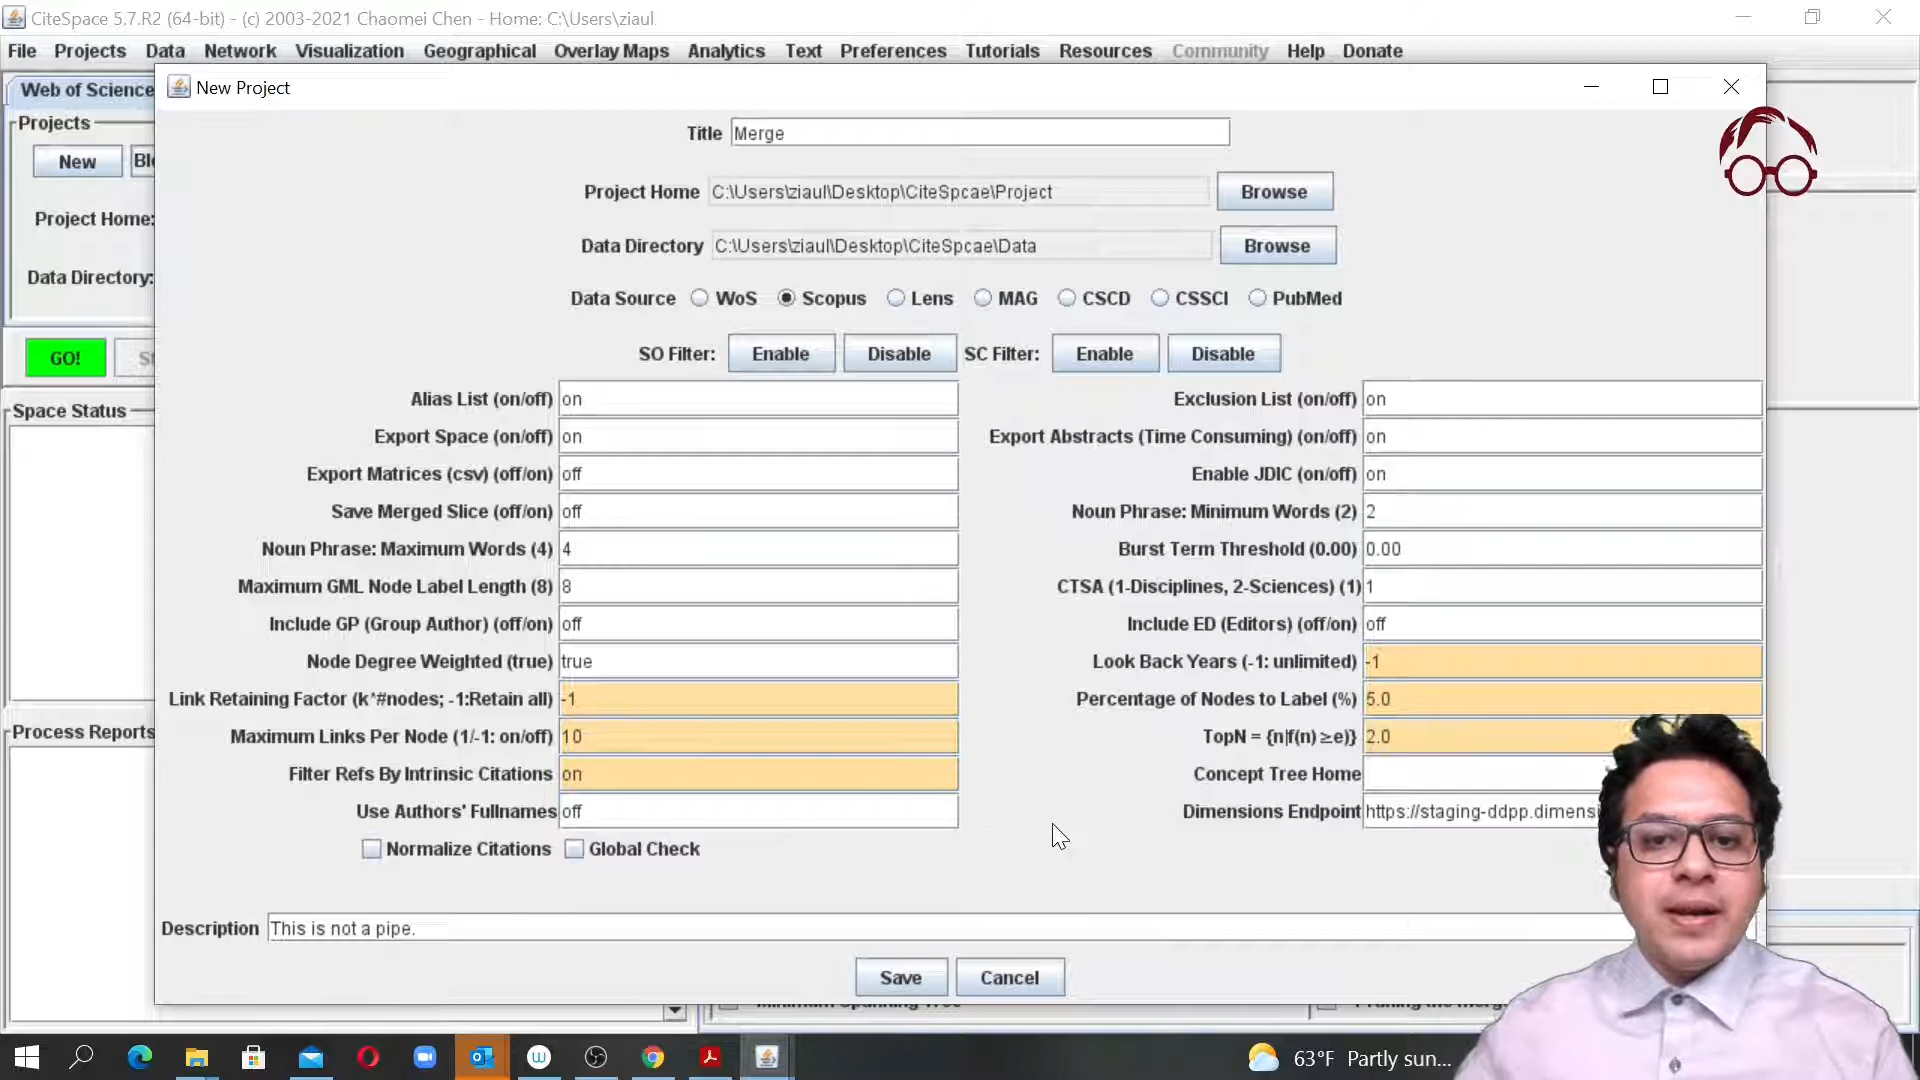 CiteSpace 5.7.R2 (64-bit) - (c) 2003-2021 Chaomei Chen - Home: C:\Users\ziaul
File Projects Data Network Visualization Geographical Overlay Maps Analytics Text Preferences Tutorials Resources Community Help Donate
Web of Science
New Project
Projects
New
Project Home:
Data Directory:
GO!
Space Status
Process Reports
Title Merge
Project Home C:\Users\ziaul\Desktop\CiteSpcae\Project Browse
Data Directory C:\Users\ziaul\Desktop\CiteSpcae\Data Browse
Data Source WoS Scopus Lens MAG CSCD CSSCI PubMed
SO Filter: Enable Disable SC Filter: Enable Disable
Alias List (on/off) on Exclusion List (on/off) on
Export Space (on/off) on Export Abstracts (Time Consuming) (on/off) on
Export Matrices (csv) (off/on) off Enable JDIC (on/off) on
Save Merged Slice (off/on) off Noun Phrase: Minimum Words (2) 2
Noun Phrase: Maximum Words (4) 4 Burst Term Threshold (0.00) 0.00
Maximum GML Node Label Length (8) 8 CTSA (1-Disciplines, 2-Sciences) (1) 1
Include GP (Group Author) (off/on) off Include ED (Editors) (off/on) off
Node Degree Weighted (true) true Look Back Years (-1: unlimited) -1
Link Retaining Factor (k*#nodes; -1:Retain all) -1 Percentage of Nodes to Label (%) 5.0
Maximum Links Per Node (1/-1: on/off) 10 TopN = {n|f(n) ≥e)} 2.0
Filter Refs By Intrinsic Citations on Concept Tree Home
Use Authors' Fullnames off Dimensions Endpoint https://staging-ddpp.dimensi
Normalize Citations Global Check
Description This is not a pipe.
Save Cancel
63°F Partly sun...